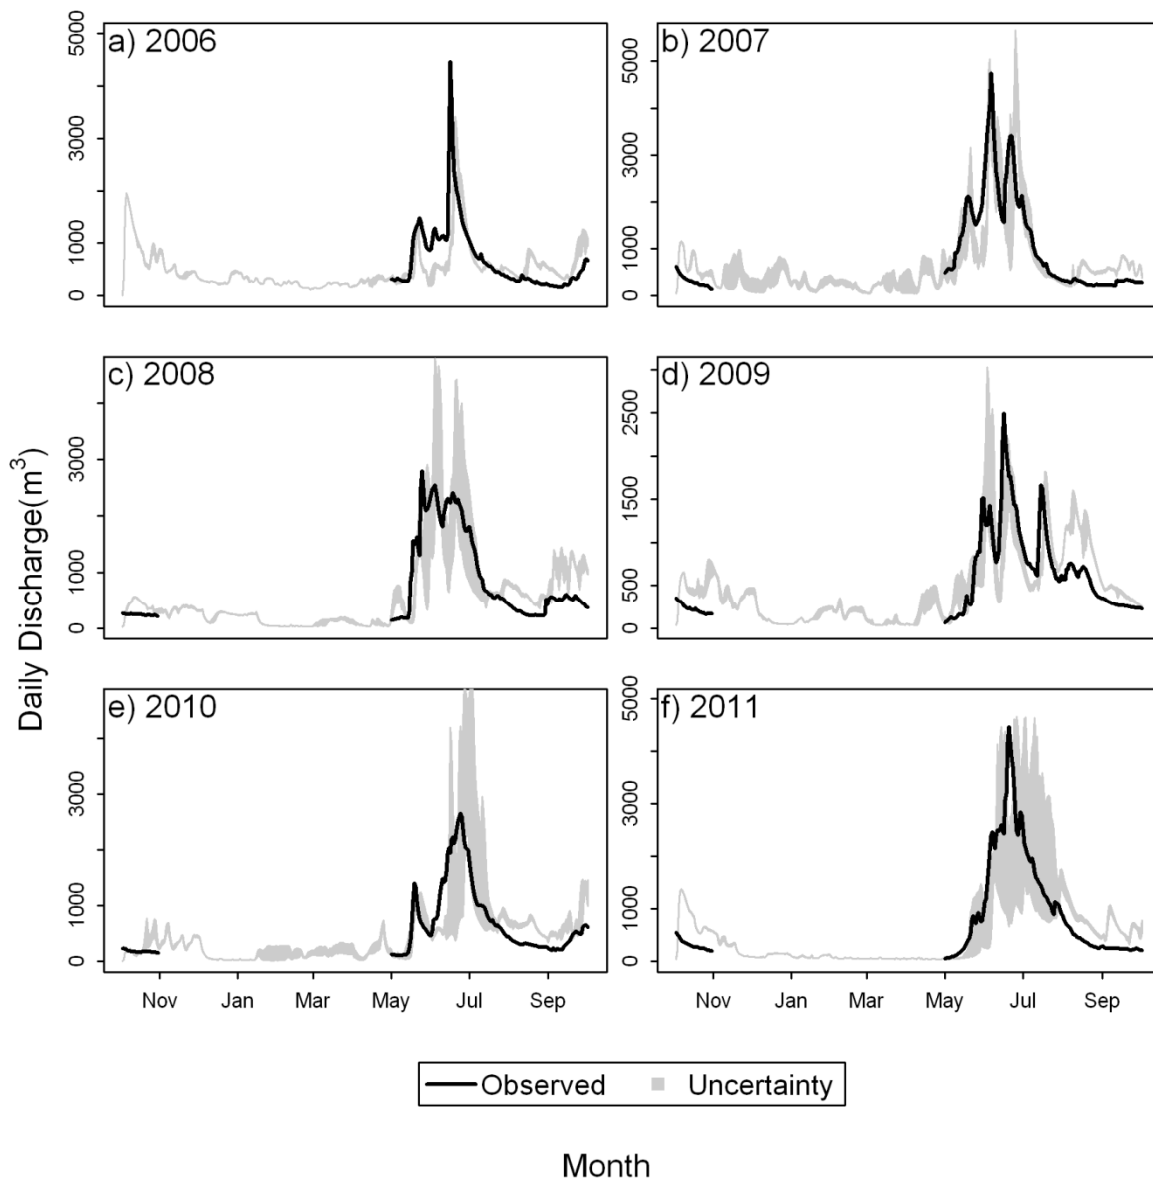 a) 2006
5000
3000
1000
0
b) 2007
5000
3000
1000
0
c) 2008
3000
1000
0
d) 2009
2500
1500
500
0
e) 2010
3000
1000
0
Nov Jan Mar May Jul Sep
f) 2011
5000
3000
1000
0
Nov Jan Mar May Jul Sep
Daily Discharge(m³)
Observed Uncertainty
Month